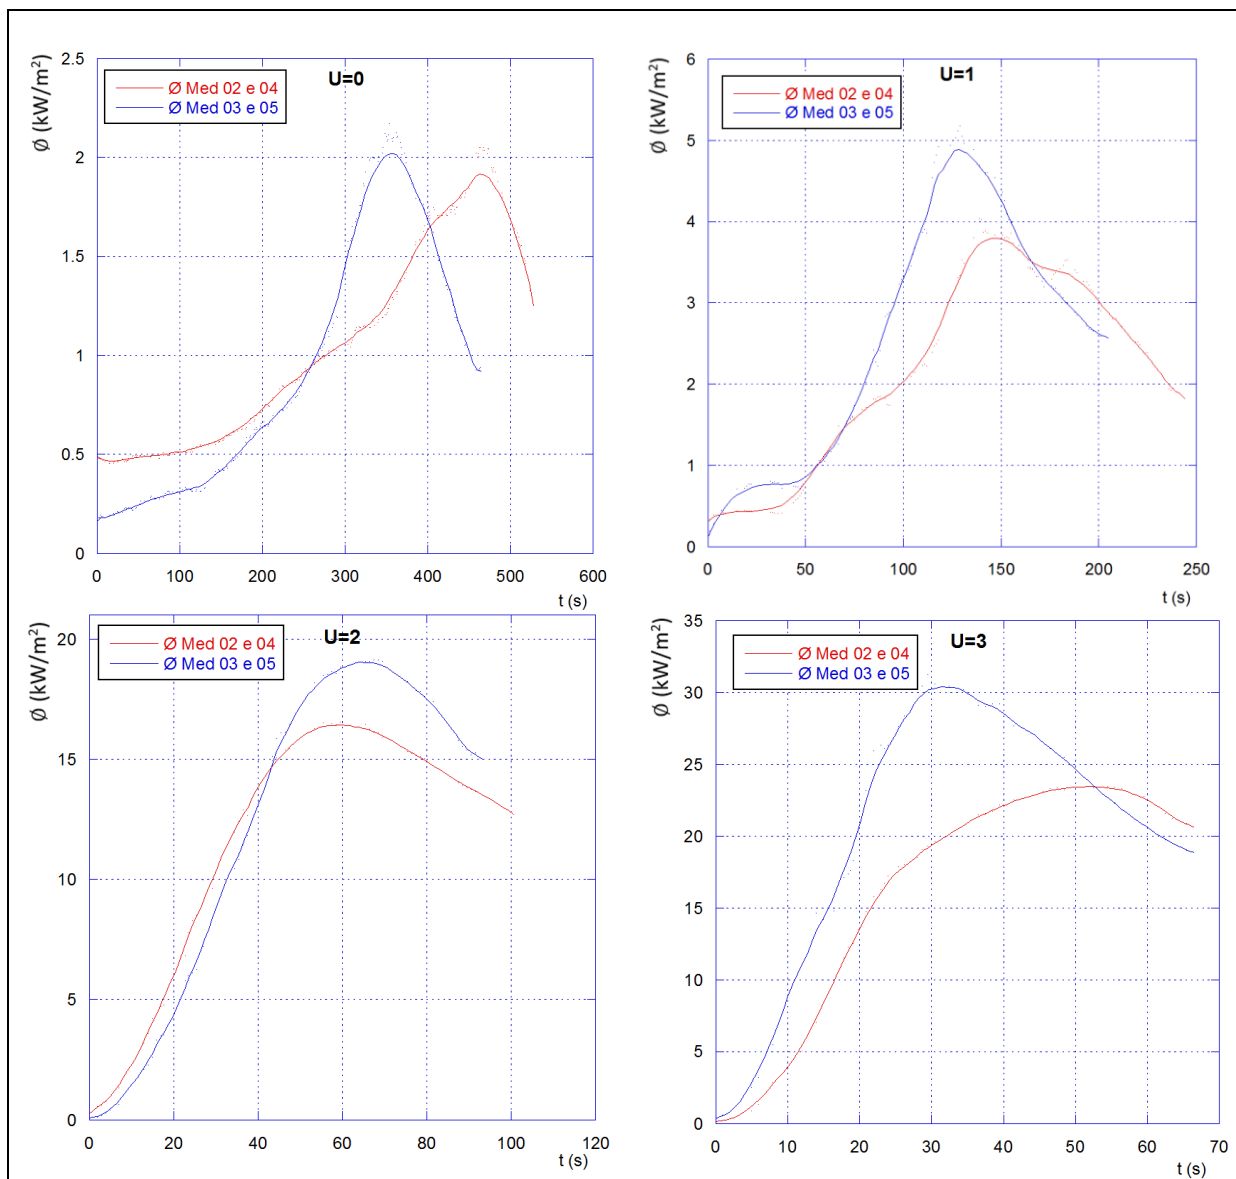 U=0
Ø Med 02 e 04
Ø Med 03 e 05
Ø (kW/m²)
2.5
2
1.5
1
0.5
0
0 100 200 300 400 500 600
t (s)
U=1
Ø Med 02 e 04
Ø Med 03 e 05
Ø (kW/m²)
6
5
4
3
2
1
0
0 50 100 150 200 250
t (s)
U=2
Ø Med 02 e 04
Ø Med 03 e 05
Ø (kW/m²)
20
15
10
5
0
0 20 40 60 80 100 120
t (s)
U=3
Ø Med 02 e 04
Ø Med 03 e 05
Ø (kW/m²)
35
30
25
20
15
10
5
0
0 10 20 30 40 50 60 70
t (s)